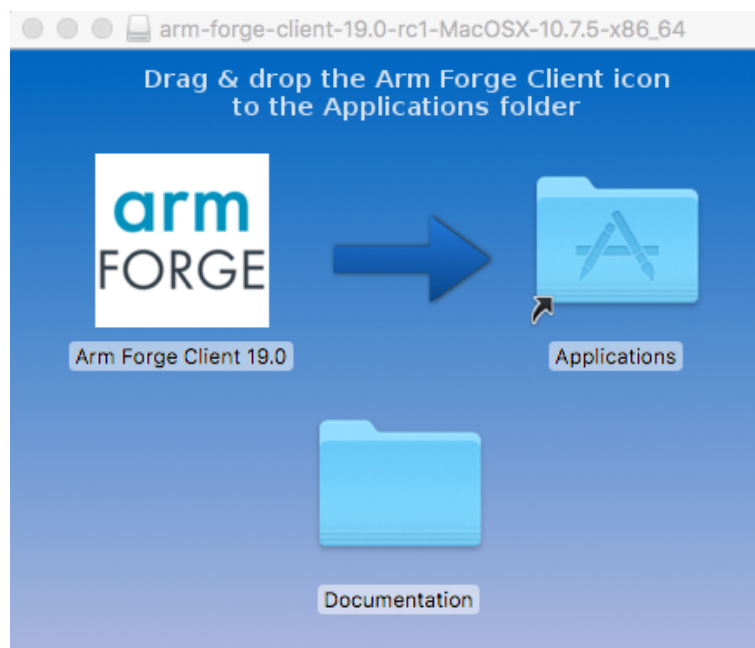 arm-forge-client-19.0-rc1-MacOSX-10.7.5-x86_64
Drag & drop the Arm Forge Client icon
to the Applications folder
arm
FORGE
Arm Forge Client 19.0
Applications
Documentation